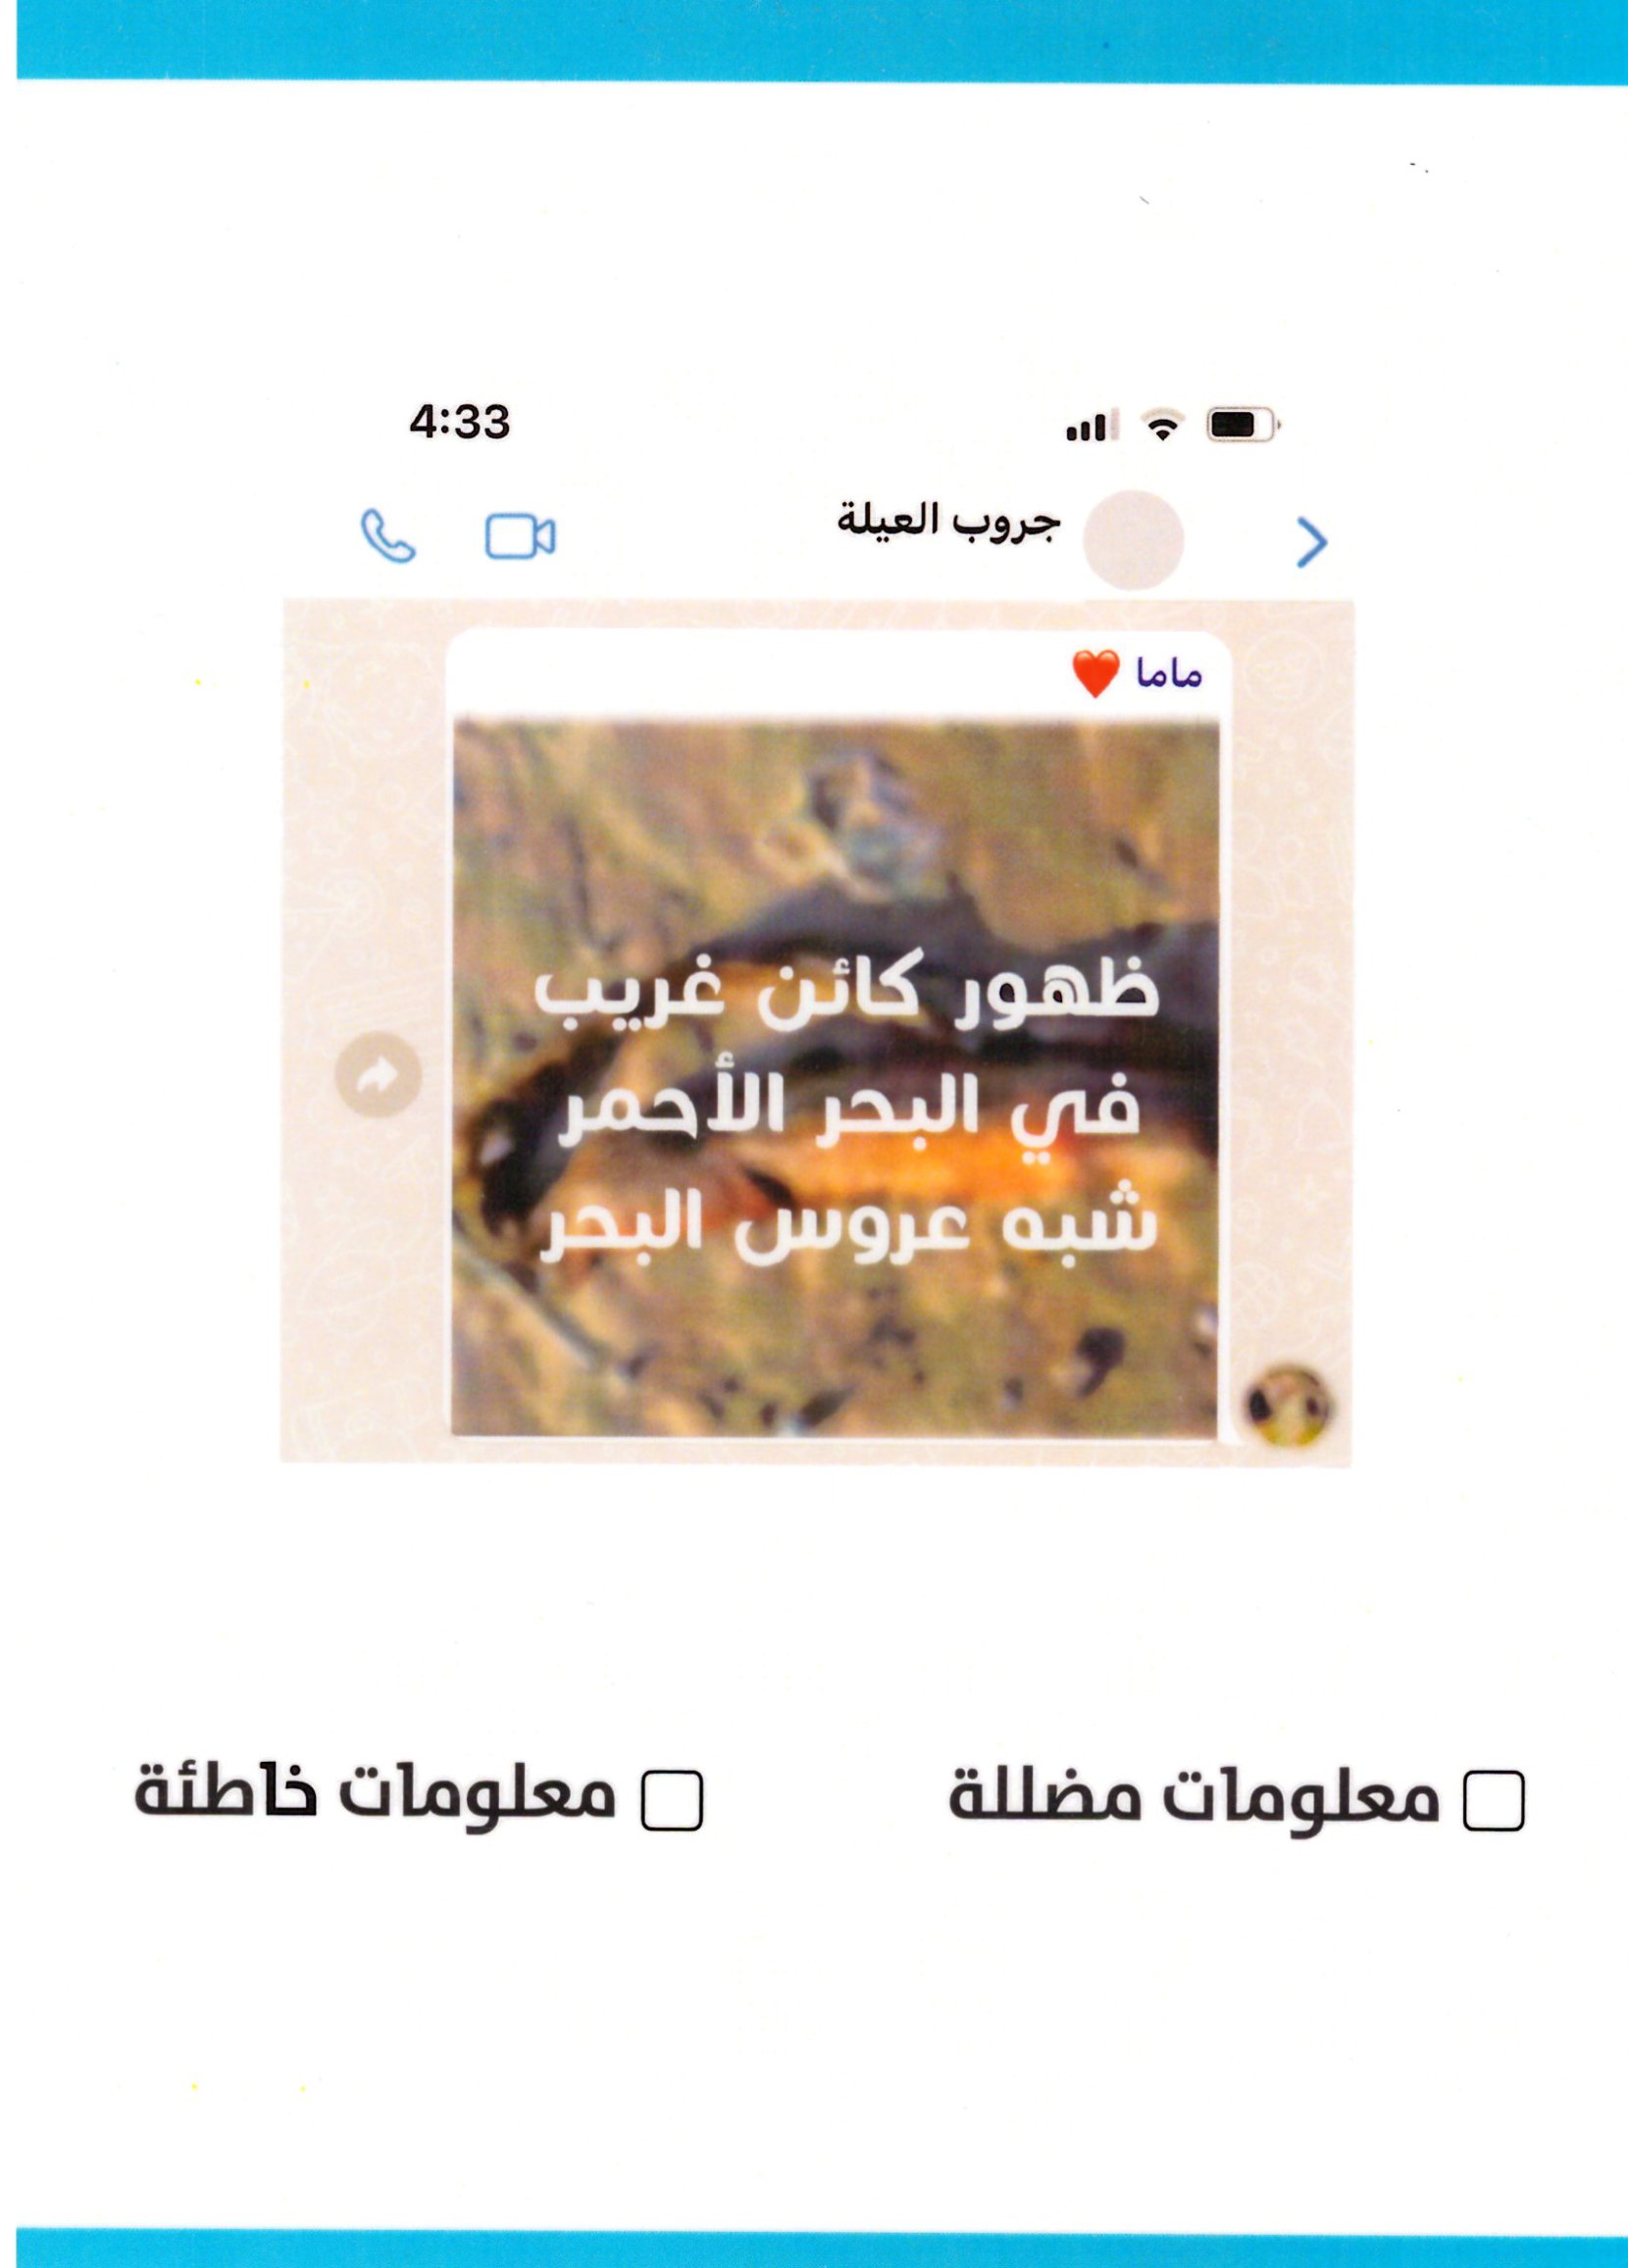 4:33
جروب العيلة
ماما ❤️
ظهور كائن غريب
في البحر الأحمر
شبه عروس البحر
معلومات مضللة
معلومات خاطئة